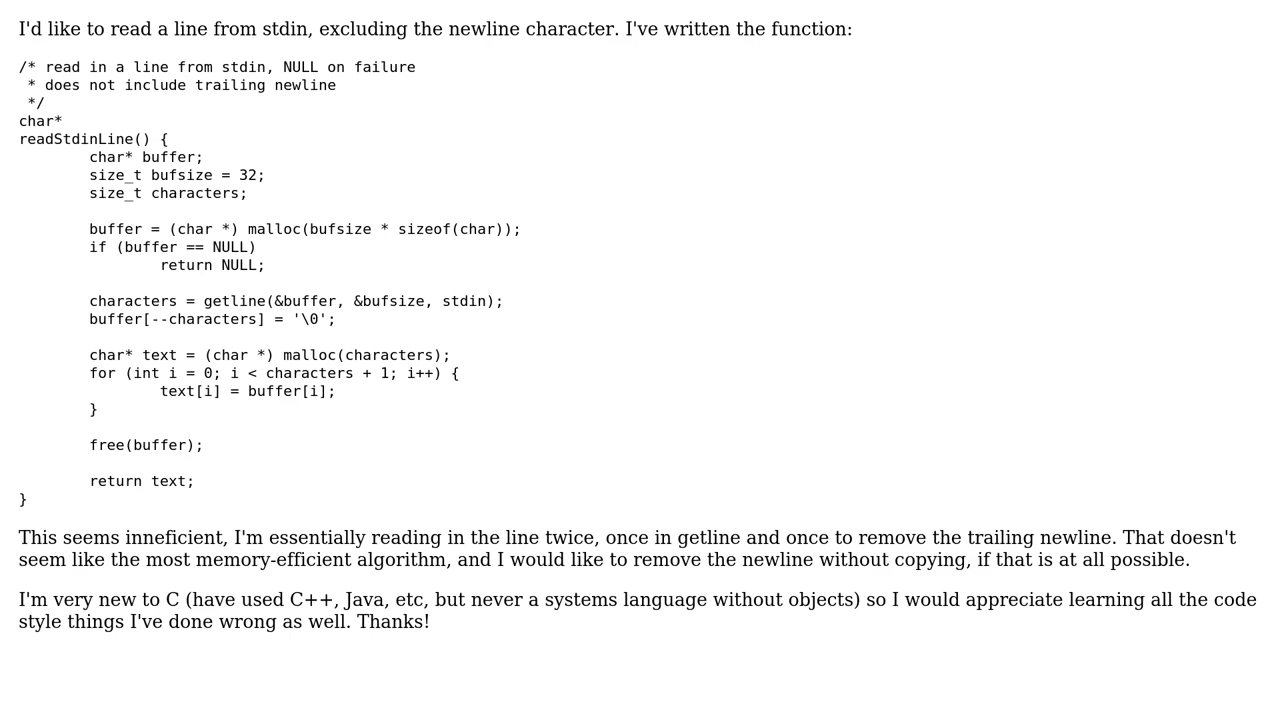 I'd like to read a line from stdin, excluding the newline character. I've written the function:
/* read in a line from stdin, NULL on failure
 * does not include trailing newline
 */
char*
readStdinLine() {
        char* buffer;
        size_t bufsize = 32;
        size_t characters;

        buffer = (char *) malloc(bufsize * sizeof(char));
        if (buffer == NULL)
                return NULL;

        characters = getline(&buffer, &bufsize, stdin);
        buffer[--characters] = '\0';

        char* text = (char *) malloc(characters);
        for (int i = 0; i < characters + 1; i++) {
                text[i] = buffer[i];
        }

        free(buffer);

        return text;
}
This seems inneficient, I'm essentially reading in the line twice, once in getline and once to remove the trailing newline. That doesn't
seem like the most memory-efficient algorithm, and I would like to remove the newline without copying, if that is at all possible.
I'm very new to C (have used C++, Java, etc, but never a systems language without objects) so I would appreciate learning all the code
style things I've done wrong as well. Thanks!